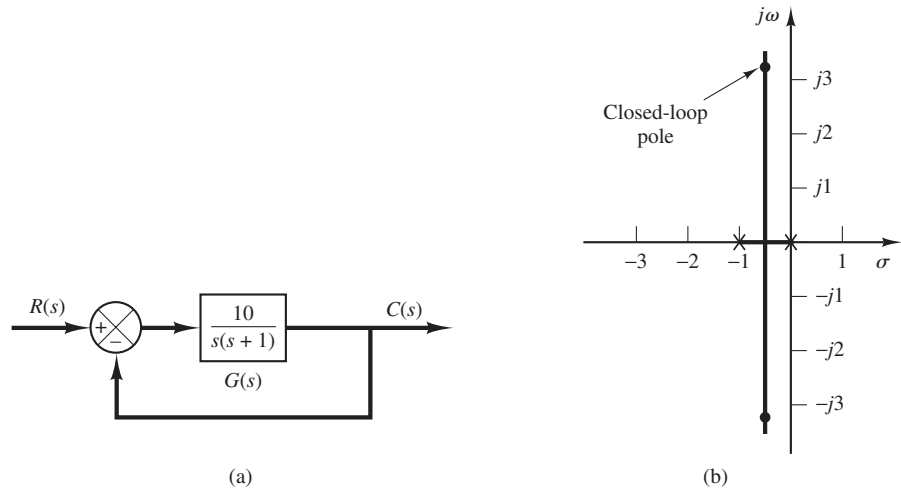 R(s)
+
−
10
s(s + 1)
G(s)
C(s)
(a)
jω
j3
j2
j1
Closed-loop
pole
−3 −2 −1 1 σ
−j1
−j2
−j3
(b)